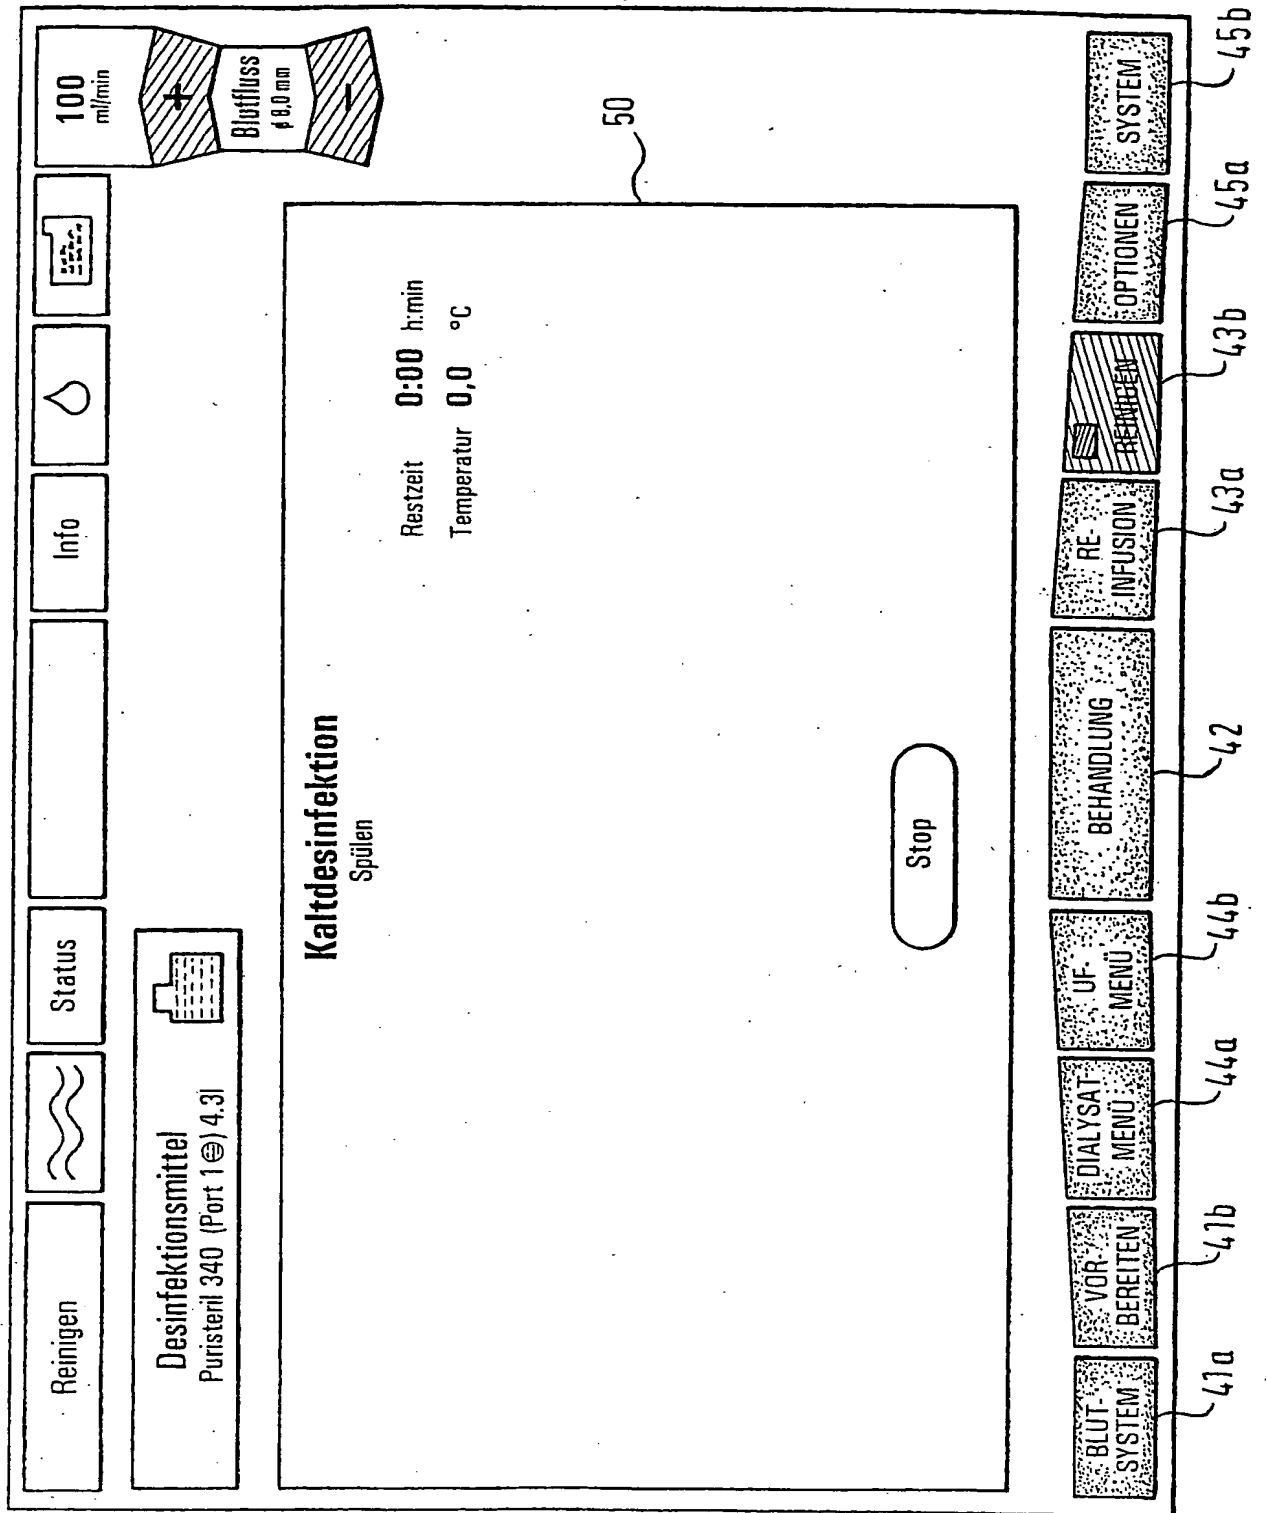 Reinigen
Status
Info
100
ml/min
+
Blutfluss
ø 8,0 mm
–
Desinfektionsmittel
Puristeril 340 (Port 1) 4.3l
Kaltdesinfektion
Spülen
Restzeit 0:00 h:min
Temperatur 0,0 °C
50
Stop
BLUT-
SYSTEM
VOR-
BEREITEN
DIALYSAT-
MENÜ
UF-
MENÜ
BEHANDLUNG
RE-
INFUSION
REINIGEN
OPTIONEN
SYSTEM
41a
41b
44a
44b
42
43a
43b
45a
45b